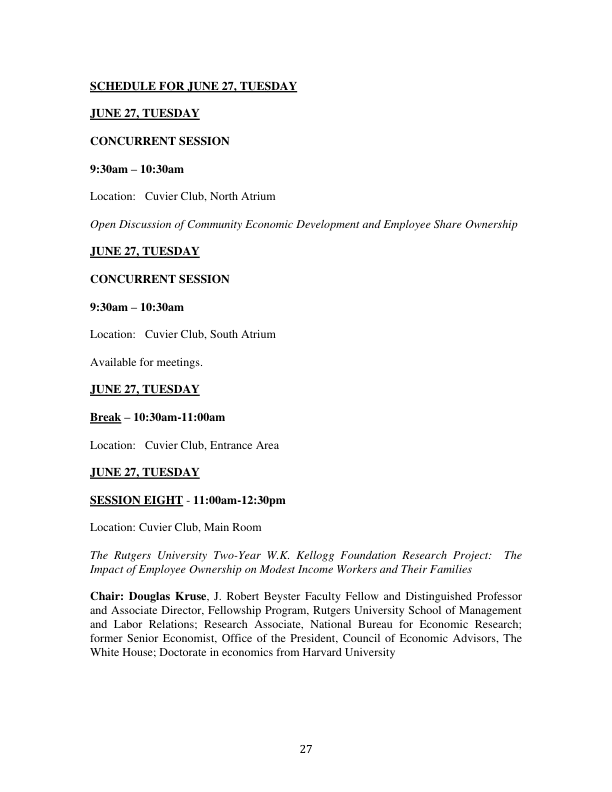 SCHEDULE FOR JUNE 27, TUESDAY
JUNE 27, TUESDAY
CONCURRENT SESSION
9:30am – 10:30am
Location:   Cuvier Club, North Atrium
Open Discussion of Community Economic Development and Employee Share Ownership
JUNE 27, TUESDAY
CONCURRENT SESSION
9:30am – 10:30am
Location:   Cuvier Club, South Atrium
Available for meetings.
JUNE 27, TUESDAY
Break – 10:30am-11:00am
Location:   Cuvier Club, Entrance Area
JUNE 27, TUESDAY
SESSION EIGHT - 11:00am-12:30pm
Location: Cuvier Club, Main Room
The Rutgers University Two-Year W.K. Kellogg Foundation Research Project:  The
Impact of Employee Ownership on Modest Income Workers and Their Families
Chair: Douglas Kruse, J. Robert Beyster Faculty Fellow and Distinguished Professor
and Associate Director, Fellowship Program, Rutgers University School of Management
and Labor Relations; Research Associate, National Bureau for Economic Research;
former Senior Economist, Office of the President, Council of Economic Advisors, The
White House; Doctorate in economics from Harvard University
27